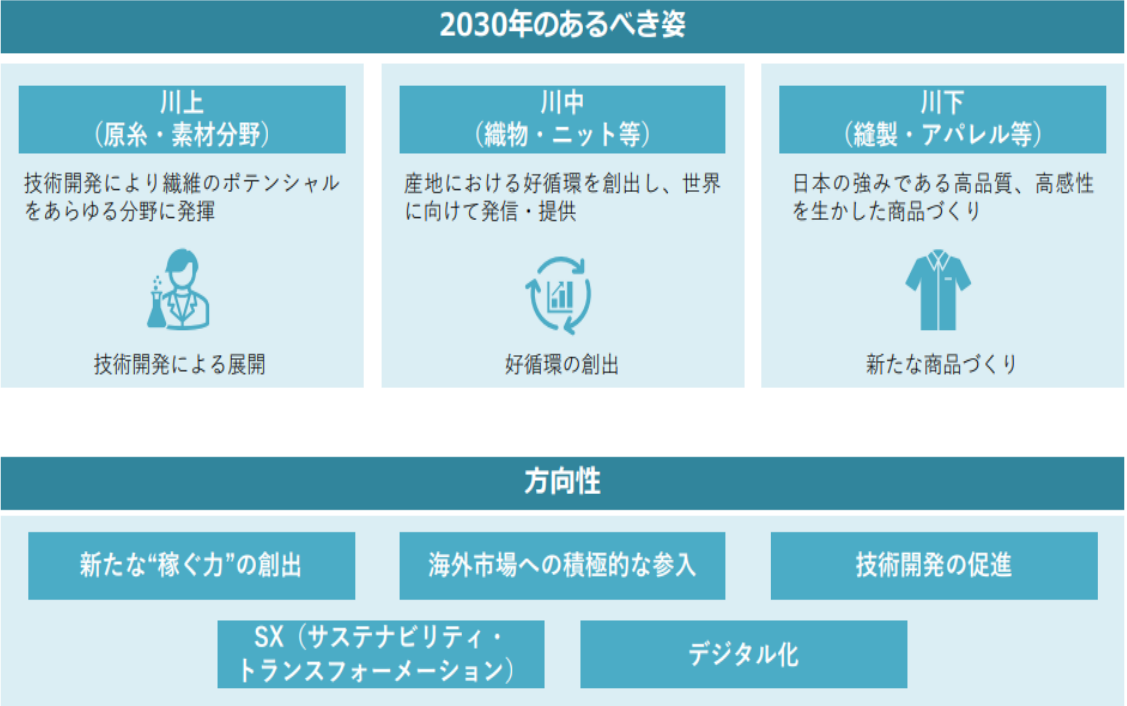 2030年のあるべき姿
川上
（原糸・素材分野）
技術開発により繊維のポテンシャル
をあらゆる分野に発揮
技術開発による展開
川中
（織物・ニット等）
産地における好循環を創出し、世界
に向けて発信・提供
好循環の創出
川下
（縫製・アパレル等）
日本の強みである高品質、高感性
を生かした商品づくり
新たな商品づくり
方向性
新たな“稼ぐ力”の創出
海外市場への積極的な参入
技術開発の促進
SX（サステナビリティ・
トランスフォーメーション）
デジタル化